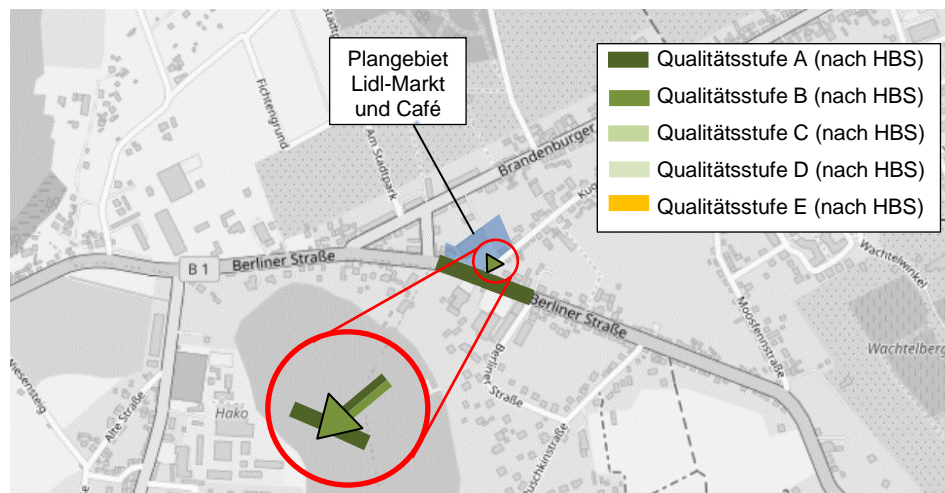 Plangebiet
Lidl-Markt
und Café
Qualitätsstufe A (nach HBS)
Qualitätsstufe B (nach HBS)
Qualitätsstufe C (nach HBS)
Qualitätsstufe D (nach HBS)
Qualitätsstufe E (nach HBS)
Fichtengrund
Am Stadtpark
Brandenburger
B 1
Berliner Straße
Berliner Straße
Berliner
Straße
Wachtelwinkel
Moosfennstraße
Wachtelberg
Hako
Alte Straße